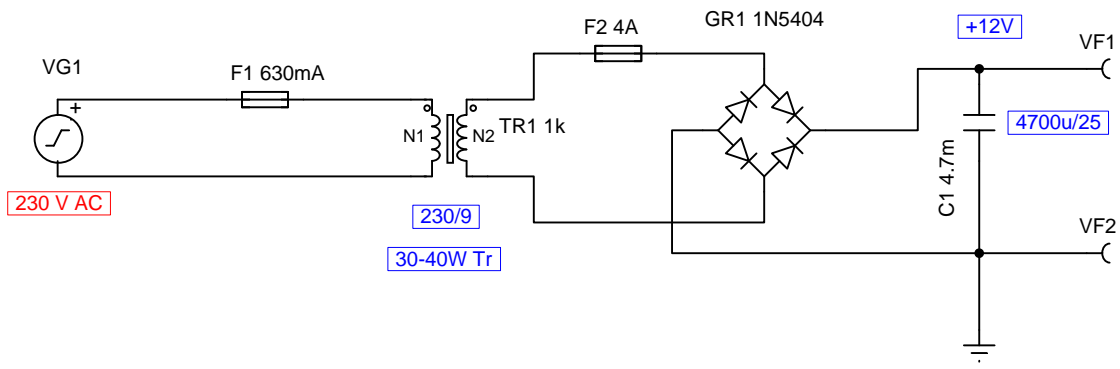 GR1 1N5404
F2 4A
+12V
VF1
VG1
F1 630mA
+
4700u/25
N1
N2
TR1 1k
C1 4.7m
230 V AC
230/9
VF2
30-40W Tr